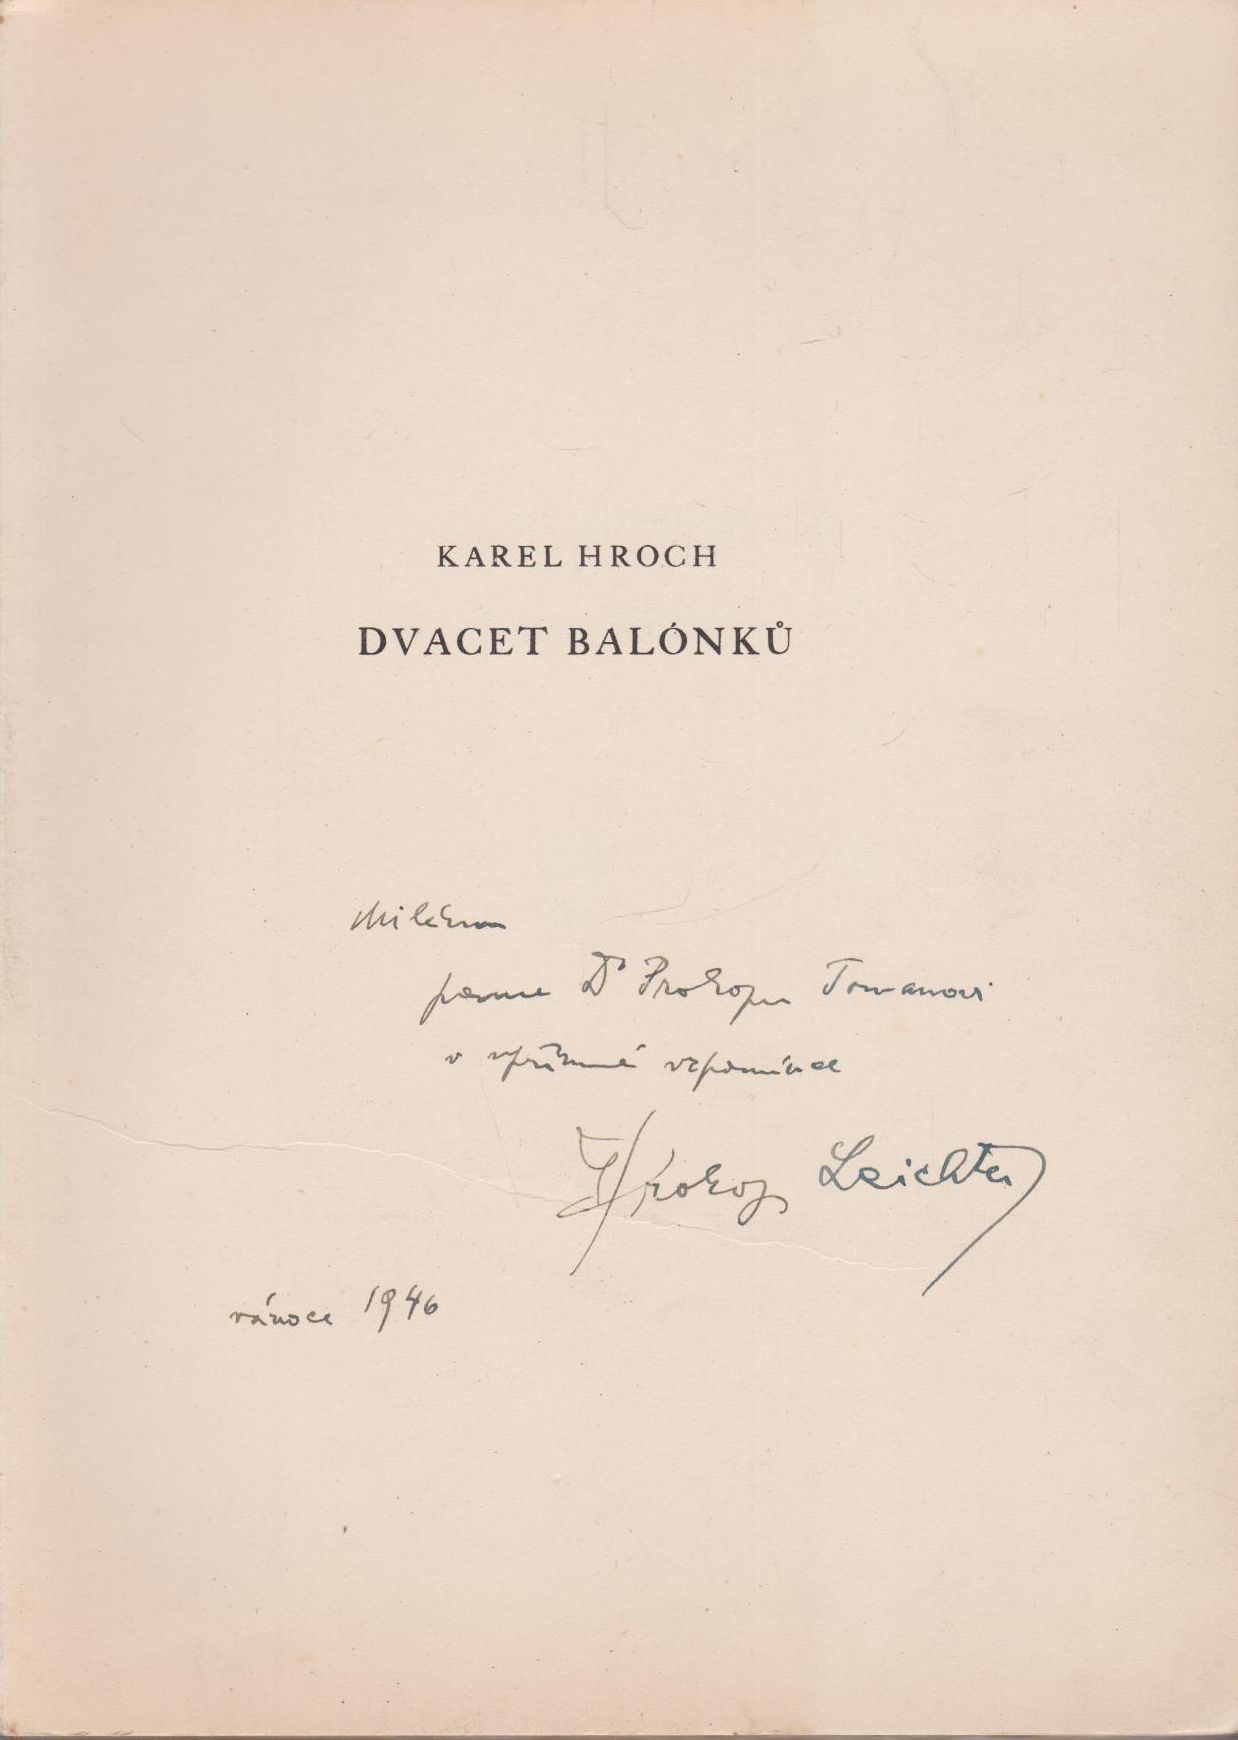 KAREL HROCH
DVACET BALÓNKŮ
Milému
panu Dr Prokopu Tomanovi
v upřímné vzpomínce
Prokop Leichter
vánoce 1946